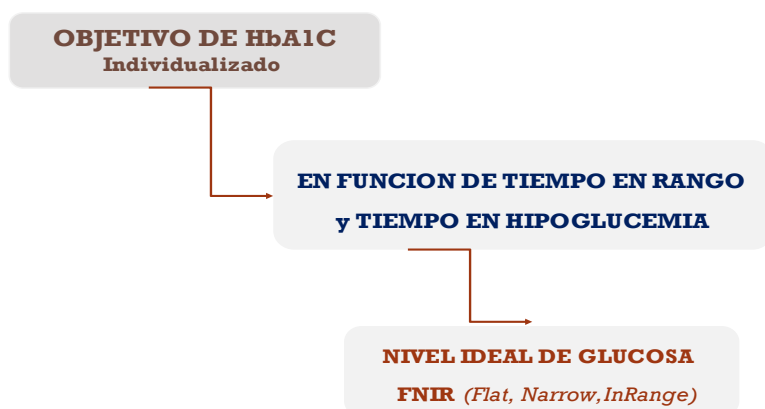 OBJETIVO DE HbA1C
Individualizado
EN FUNCION DE TIEMPO EN RANGO
y TIEMPO EN HIPOGLUCEMIA
NIVEL IDEAL DE GLUCOSA
FNIR (Flat, Narrow,InRange)